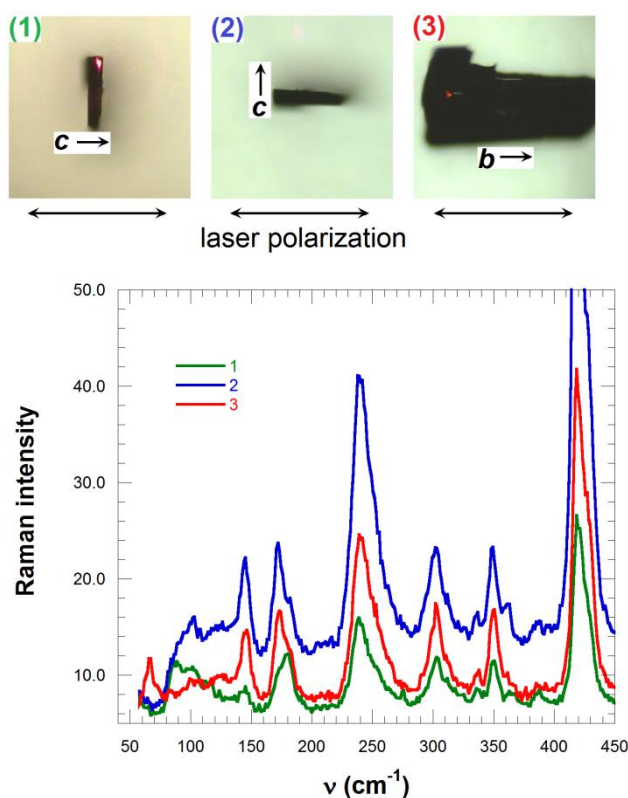 (1) (2) (3)
c
c
b
laser polarization
50.0
40.0
30.0
20.0
10.0
1
2
3
Raman intensity
50 100 150 200 250 300 350 400 450
ν (cm-1)